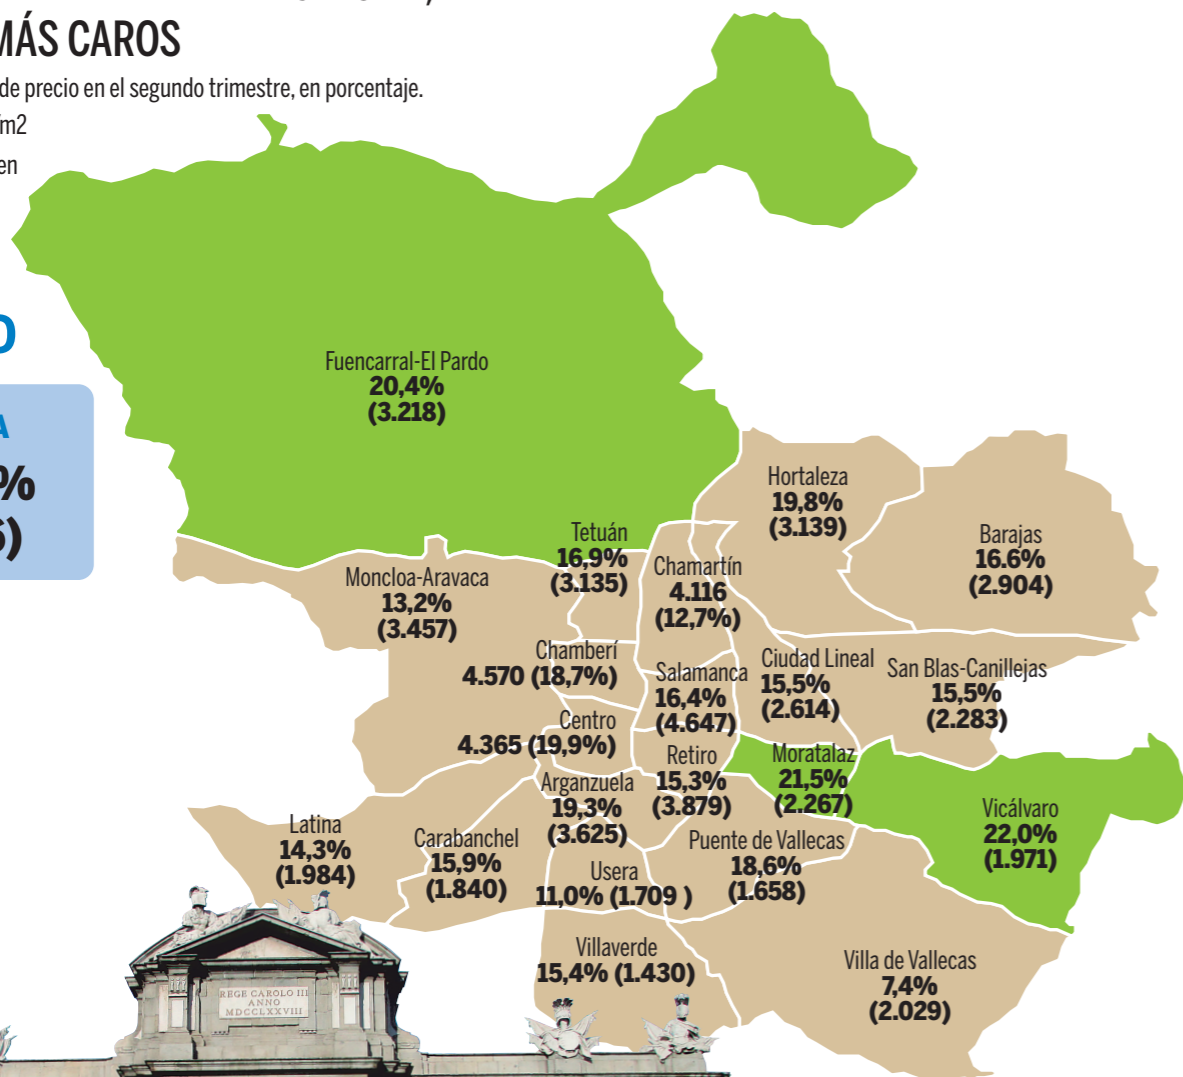 MÁS CAROS
de precio en el segundo trimestre, en porcentaje.
/m2
en
O
A
%
6)
Fuencarral-El Pardo
20,4%
(3.218)
Hortaleza
19,8%
(3.139)
Barajas
16.6%
(2.904)
Tetuán
16,9%
(3.135)
Chamartín
4.116
(12,7%)
Moncloa-Aravaca
13,2%
(3.457)
Chamberí
4.570 (18,7%)
Salamanca
16,4%
(4.647)
Ciudad Lineal
15,5%
(2.614)
San Blas-Canillejas
15,5%
(2.283)
Centro
4.365 (19,9%)
Retiro
15,3%
(3.879)
Moratalaz
21,5%
(2.267)
Arganzuela
19,3%
(3.625)
Vicálvaro
22,0%
(1.971)
Latina
14,3%
(1.984)
Carabanchel
15,9%
(1.840)
Puente de Vallecas
18,6%
(1.658)
Usera
11,0% (1.709 )
Villaverde
15,4% (1.430)
Villa de Vallecas
7,4%
(2.029)
REGE CAROLO III
ANNO
MDCCLXXVIII